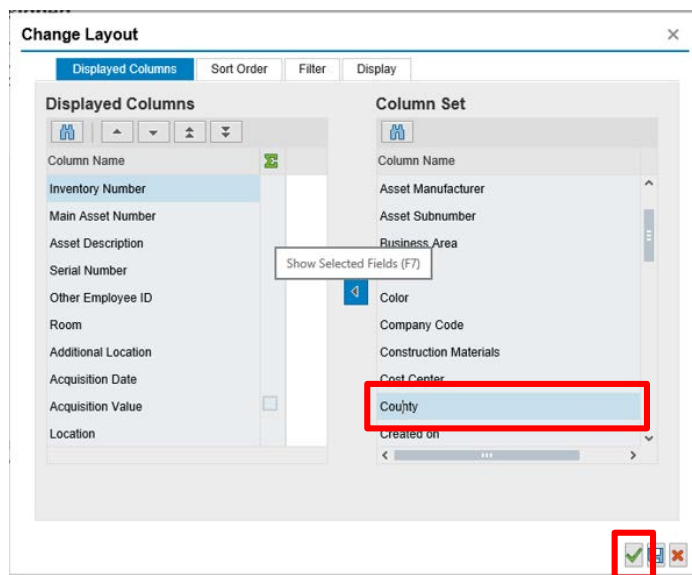 Change Layout
Displayed Columns Sort Order Filter Display
Displayed Columns
Column Name
Inventory Number
Main Asset Number
Asset Description
Serial Number
Other Employee ID
Room
Additional Location
Acquisition Date
Acquisition Value
Location
Show Selected Fields (F7)
Column Set
Column Name
Asset Manufacturer
Asset Subnumber
Business Area
Color
Company Code
Construction Materials
Cost Center
County
Created on